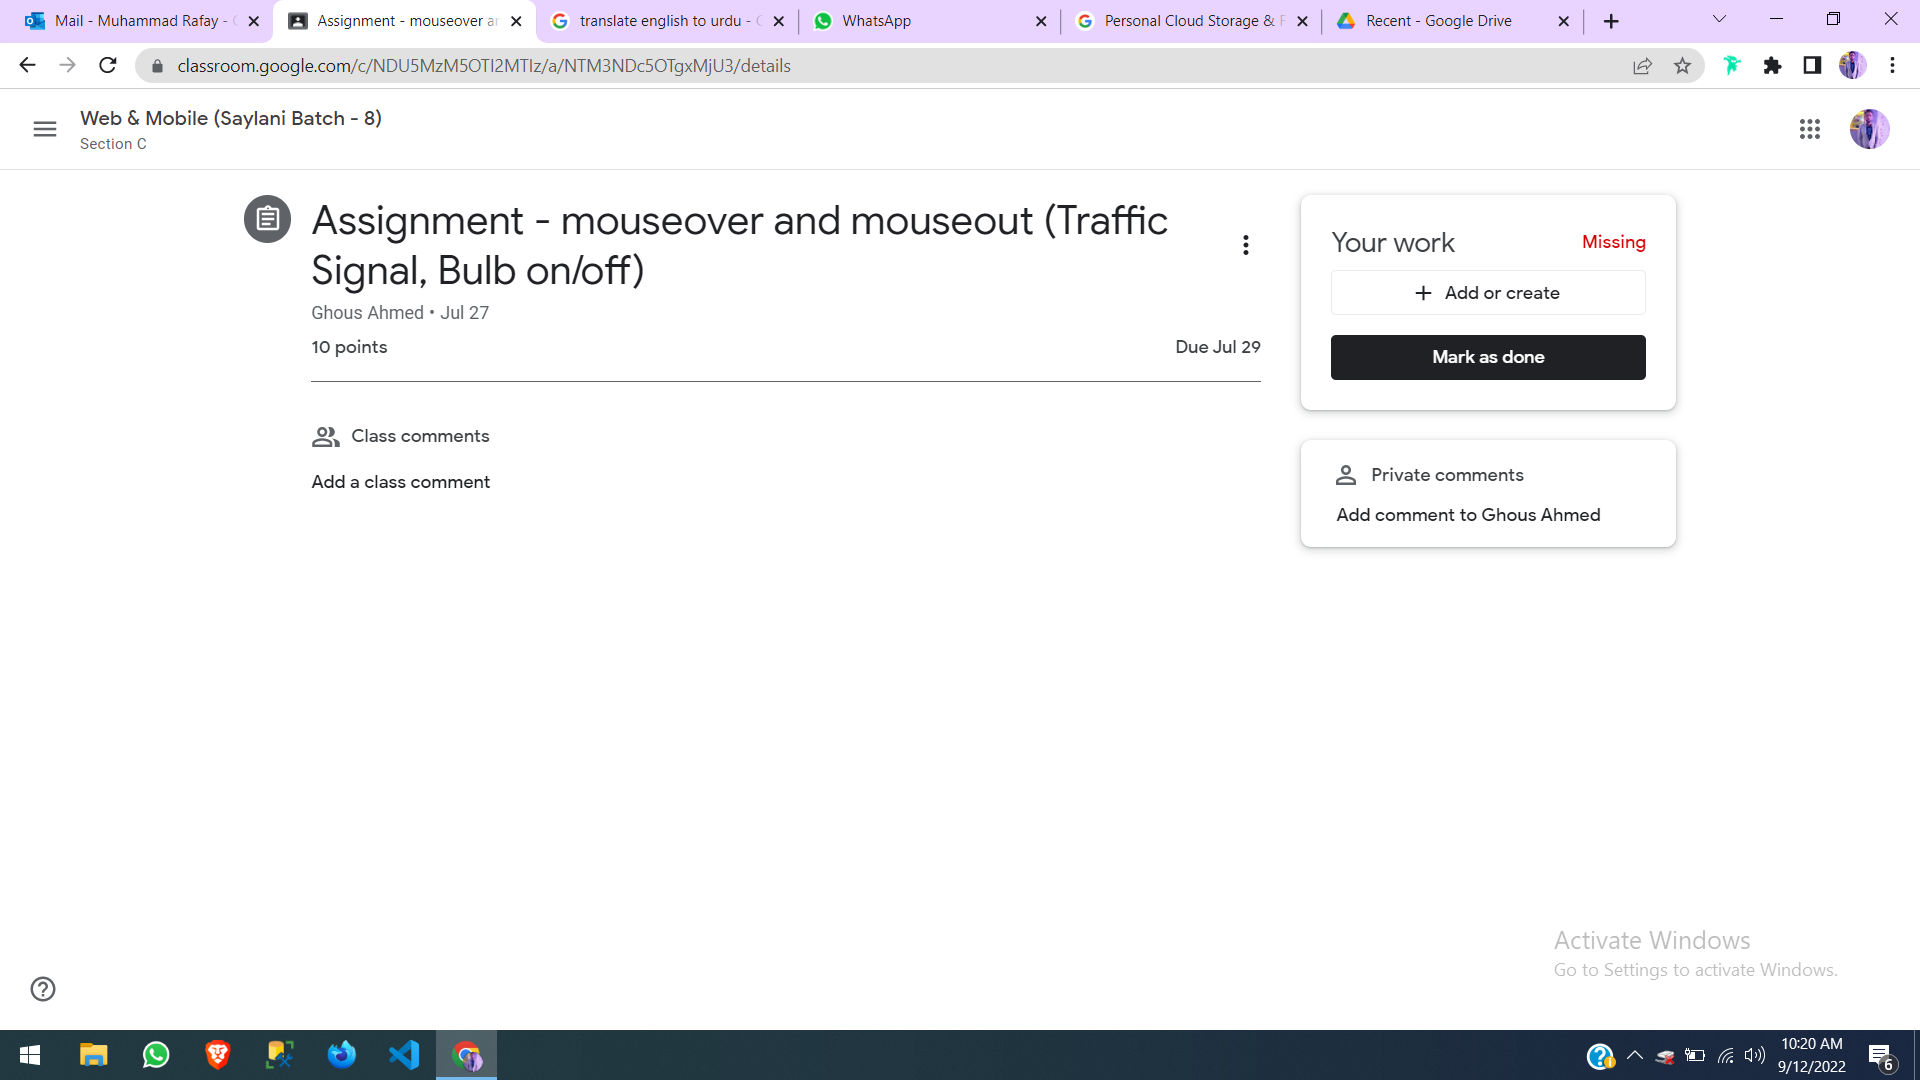 Mail - Muhammad Rafay -
Assignment - mouseover
translate english to urdu -
WhatsApp
Personal Cloud Storage &
Recent - Google Drive
classroom.google.com/c/NDU5MzM5OTI2MTIz/a/NTM3NDc5OTgxMjU3/details
Web & Mobile (Saylani Batch - 8)
Section C
Assignment - mouseover and mouseout (Traffic
Signal, Bulb on/off)
Ghous Ahmed • Jul 27
10 points
Due Jul 29
Class comments
Add a class comment
Your work
Missing
Add or create
Mark as done
Private comments
Add comment to Ghous Ahmed
Activate Windows
Go to Settings to activate Windows.
10:20 AM
9/12/2022
6